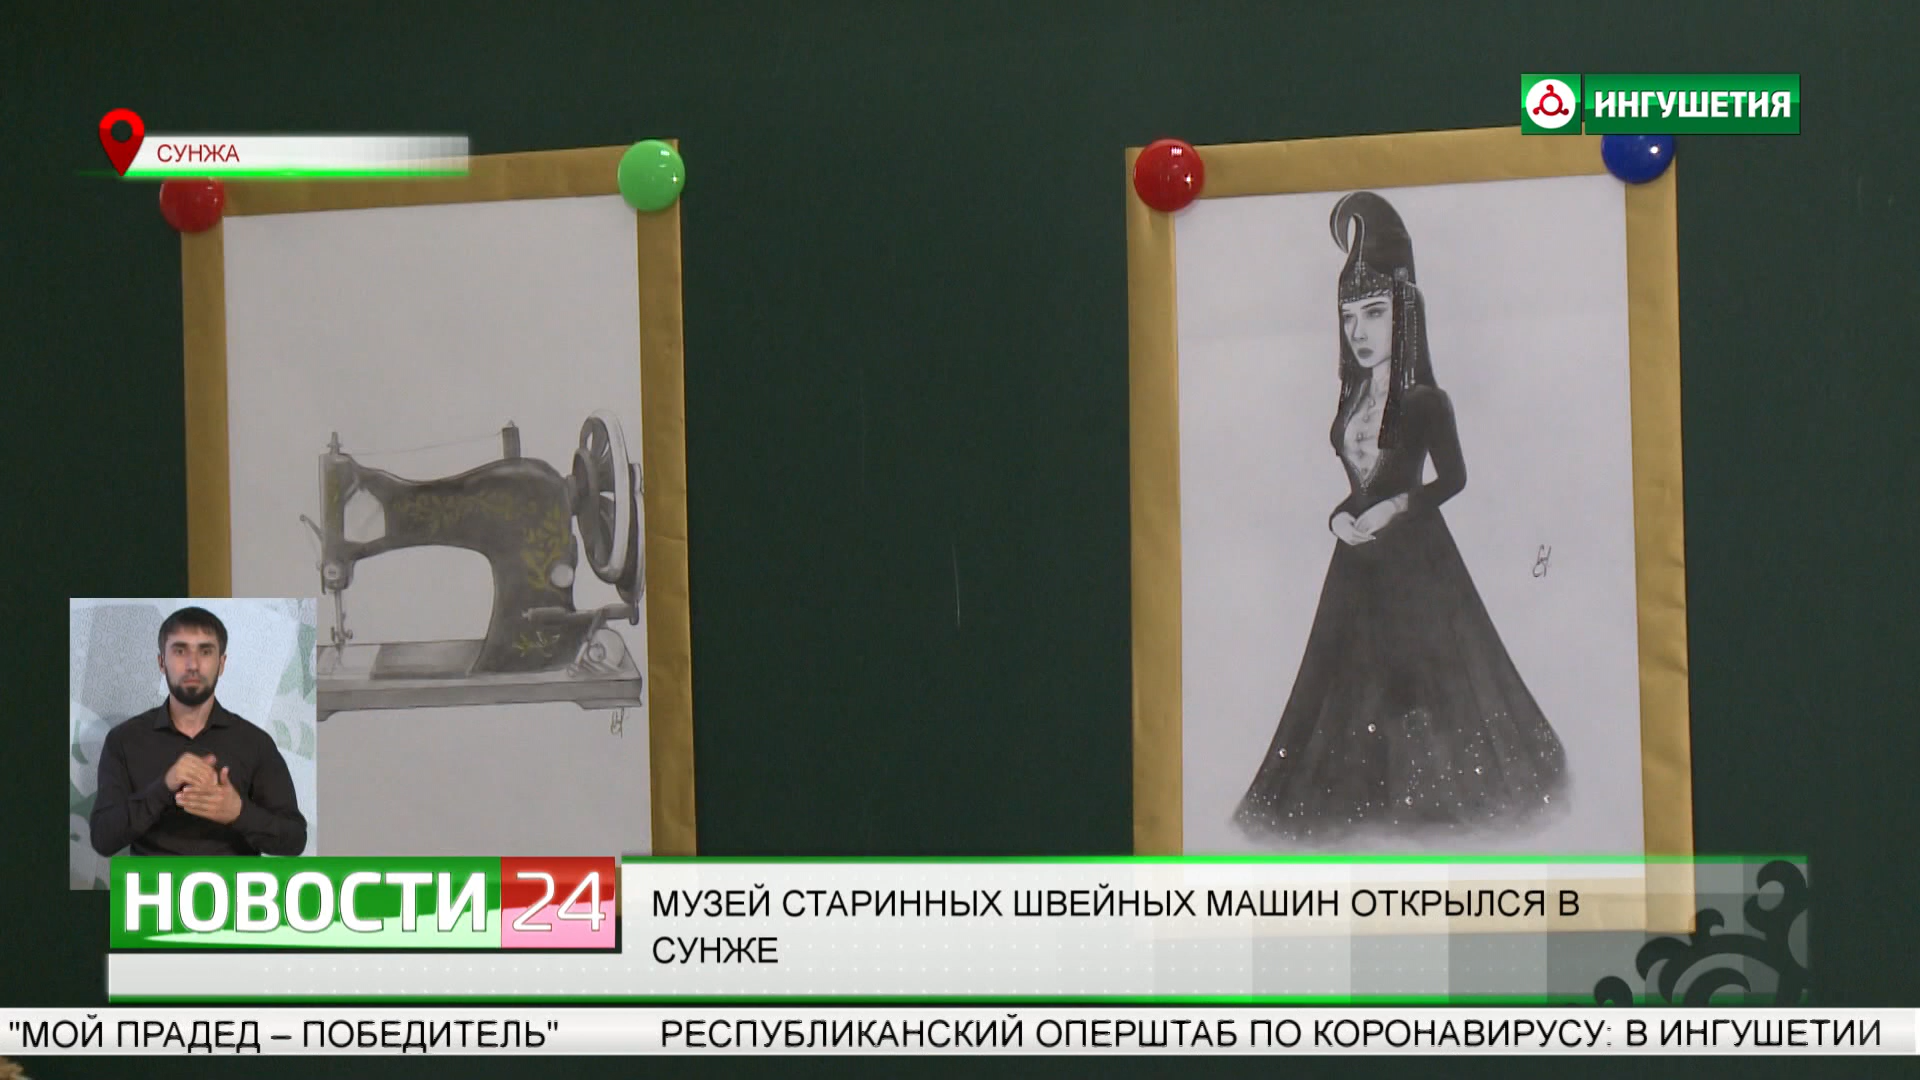 ИНГУШЕТИЯ
СУНЖА
НОВОСТИ 24
МУЗЕЙ СТАРИННЫХ ШВЕЙНЫХ МАШИН ОТКРЫЛСЯ В
СУНЖЕ
"МОЙ ПРАДЕД – ПОБЕДИТЕЛЬ" РЕСПУБЛИКАНСКИЙ ОПЕРШТАБ ПО КОРОНАВИРУСУ: В ИНГУШЕТИИ